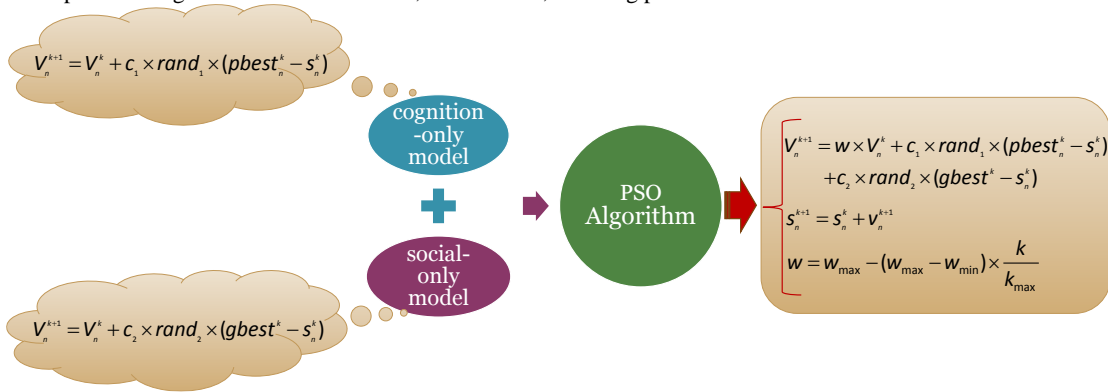 V_n^{k+1} = V_n^k + c_1 × rand_1 × (pbest_n^k − s_n^k)
cognition
-only
model
social-
only
model
V_n^{k+1} = V_n^k + c_2 × rand_2 × (gbest^k − s_n^k)
PSO
Algorithm
V_n^{k+1} = w × V_n^k + c_1 × rand_1 × (pbest_n^k − s_n^k)
+ c_2 × rand_2 × (gbest^k − s_n^k)
s_n^{k+1} = s_n^k + v_n^{k+1}
w = w_max − (w_max − w_min) × k / k_max